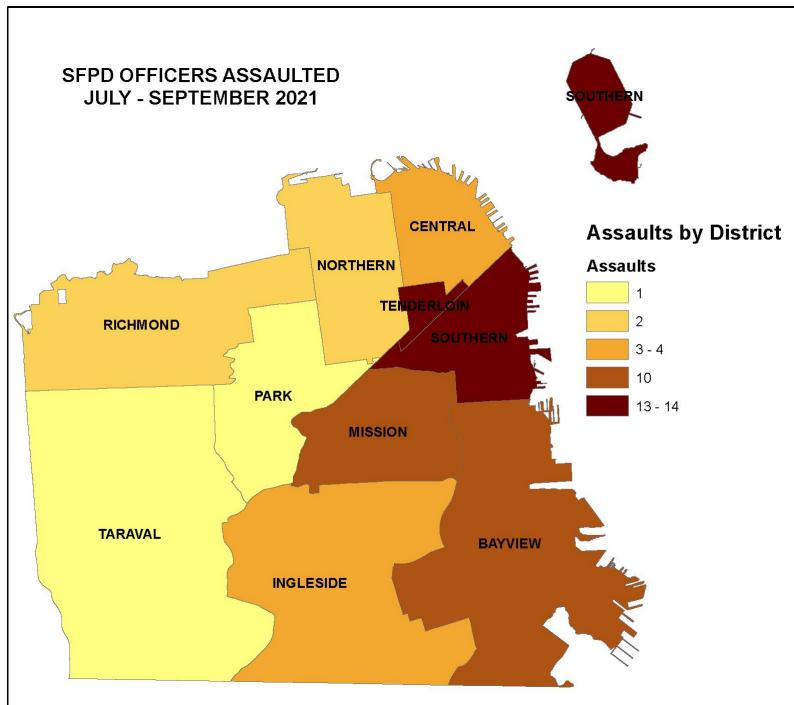 SFPD OFFICERS ASSAULTED
JULY - SEPTEMBER 2021
SOUTHERN
CENTRAL
NORTHERN
TENDERLOIN
RICHMOND
SOUTHERN
PARK
MISSION
TARAVAL
BAYVIEW
INGLESIDE
Assaults by District
Assaults
1
2
3 - 4
10
13 - 14